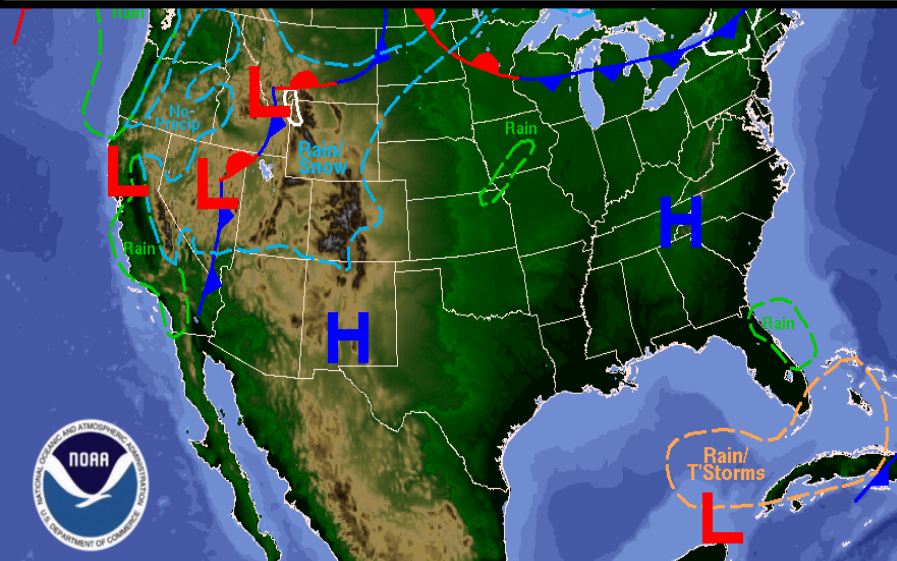 Rain
No-
Precip
L
Rain/
Snow
Rain
L
L
H
Rain
Rain
H
Rain/
T'Storms
L
NOAA
NATIONAL OCEANIC AND ATMOSPHERIC ADMINISTRATION
U.S. DEPARTMENT OF COMMERCE